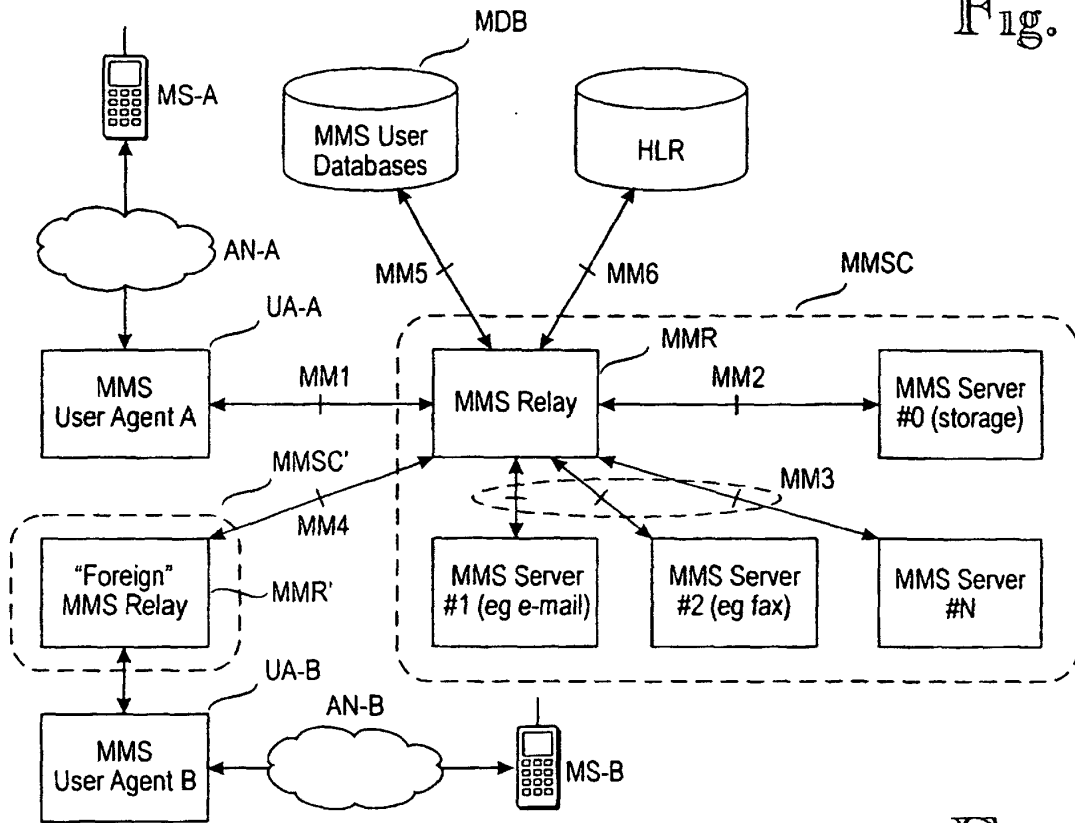 Fig.
MDB
MS-A
MMS User
Databases
HLR
AN-A
MM5
MM6
MMSC
UA-A
MMR
MMS
User Agent A
MM1
MMS Relay
MM2
MMS Server
#0 (storage)
MMSC'
MM4
MM3
"Foreign"
MMS Relay
MMR'
MMS Server
#1 (eg e-mail)
MMS Server
#2 (eg fax)
MMS Server
#N
UA-B
AN-B
MMS
User Agent B
MS-B